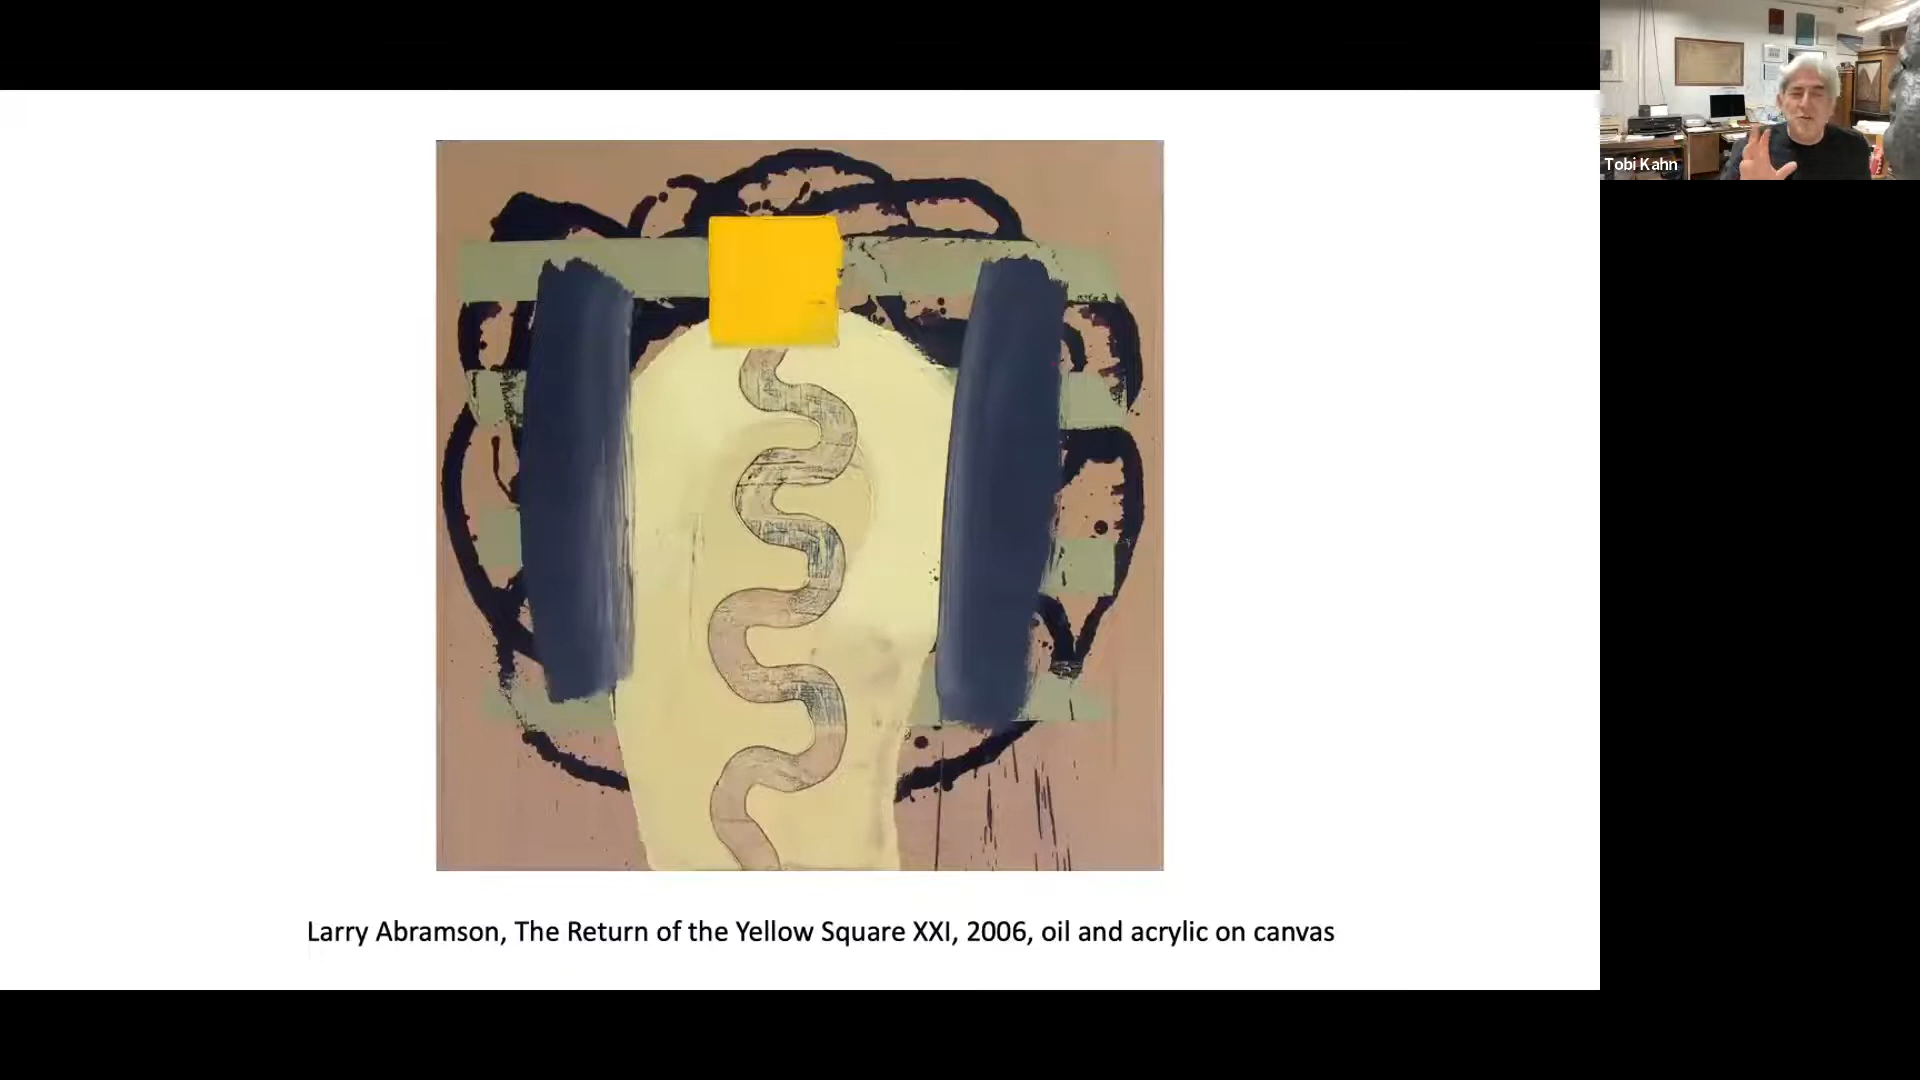 Tobi Kahn
Larry Abramson, The Return of the Yellow Square XXI, 2006, oil and acrylic on canvas